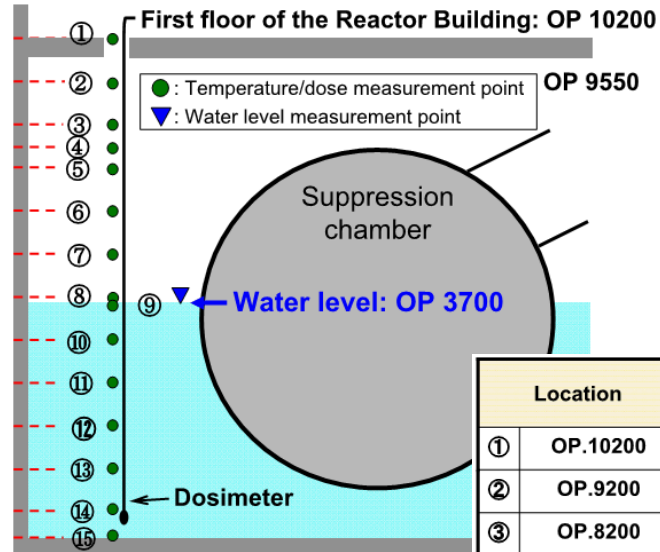 First floor of the Reactor Building: OP 10200
①
②
: Temperature/dose measurement point
OP 9550
: Water level measurement point
③
④
⑤
Suppression
chamber
⑥
⑦
⑧
⑨
Water level: OP 3700
⑩
⑪
⑫
⑬
Dosimeter
⑭
⑮
Location
① OP.10200
② OP.9200
③ OP.8200